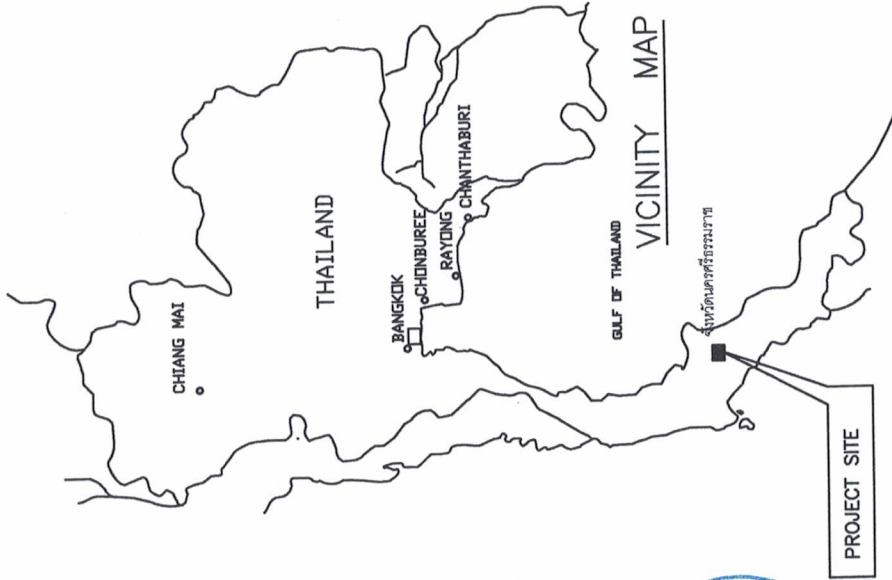 CHIANG MAI
THAILAND
BANGKOK
CHONBUREE
RAYONG
CHANTHABURI
GULF OF THAILAND
จังหวัดนครศรีธรรมราช
VICINITY MAP
PROJECT SITE